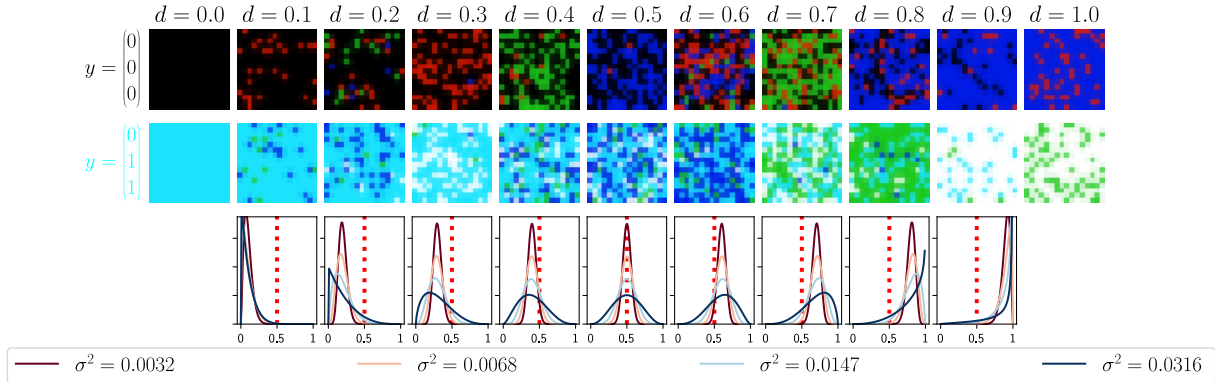 d = 0.0 d = 0.1 d = 0.2 d = 0.3 d = 0.4 d = 0.5 d = 0.6 d = 0.7 d = 0.8 d = 0.9 d = 1.0
y = (0 0 0)
y = (0 1 1)
0 0.5 1 0 0.5 1 0 0.5 1 0 0.5 1 0 0.5 1 0 0.5 1 0 0.5 1 0 0.5 1 0 0.5 1
σ² = 0.0032 σ² = 0.0068 σ² = 0.0147 σ² = 0.0316